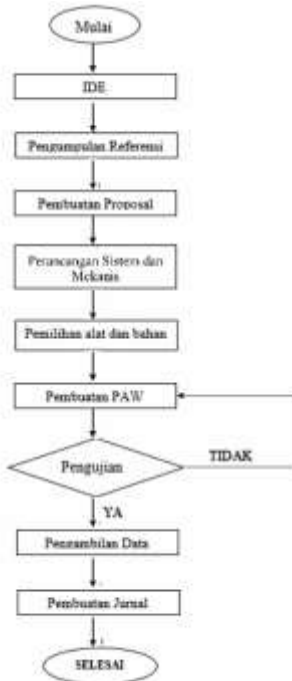 Mulai
IDE
Pengumpulan Referensi
Pembuatan Proposal
Perancangan Sistem dan
Mekanis
Pemilihan alat dan bahan
Pembuatan PAW
Pengujian
TIDAK
YA
Pengambilan Data
Pembuatan Jurnal
SELESAI